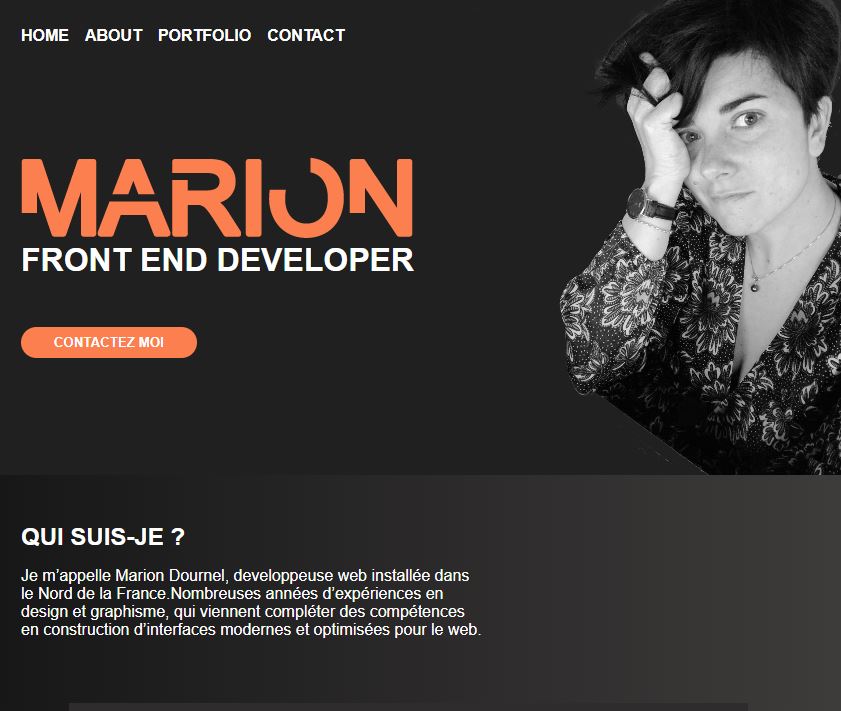 HOME ABOUT PORTFOLIO CONTACT
MARION
FRONT END DEVELOPER
CONTACTEZ MOI
QUI SUIS-JE ?
Je m’appelle Marion Dournel, developpeuse web installée dans
le Nord de la France.Nombreuses années d’expériences en
design et graphisme, qui viennent compléter des compétences
en construction d’interfaces modernes et optimisées pour le web.